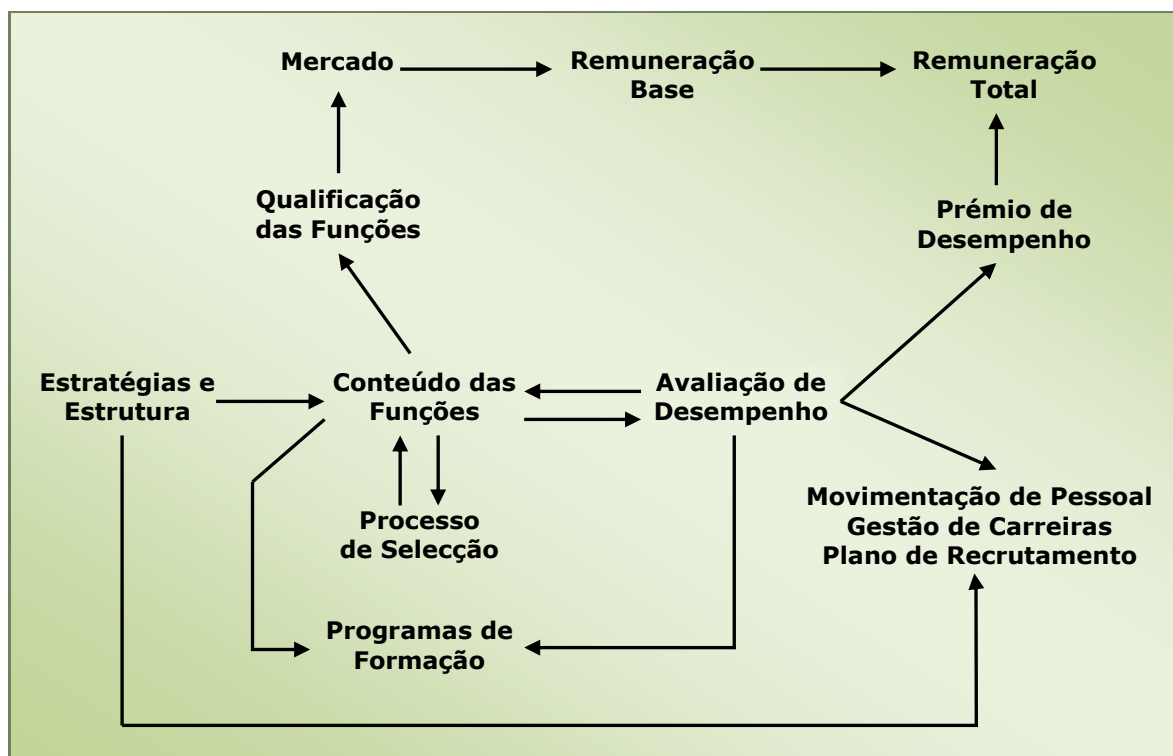 Mercado
Remuneração
Base
Remuneração
Total
Qualificação
das Funções
Prémio de
Desempenho
Estratégias e
Estrutura
Conteúdo das
Funções
Avaliação de
Desempenho
Movimentação de Pessoal
Gestão de Carreiras
Plano de Recrutamento
Processo
de Selecção
Programas de
Formação